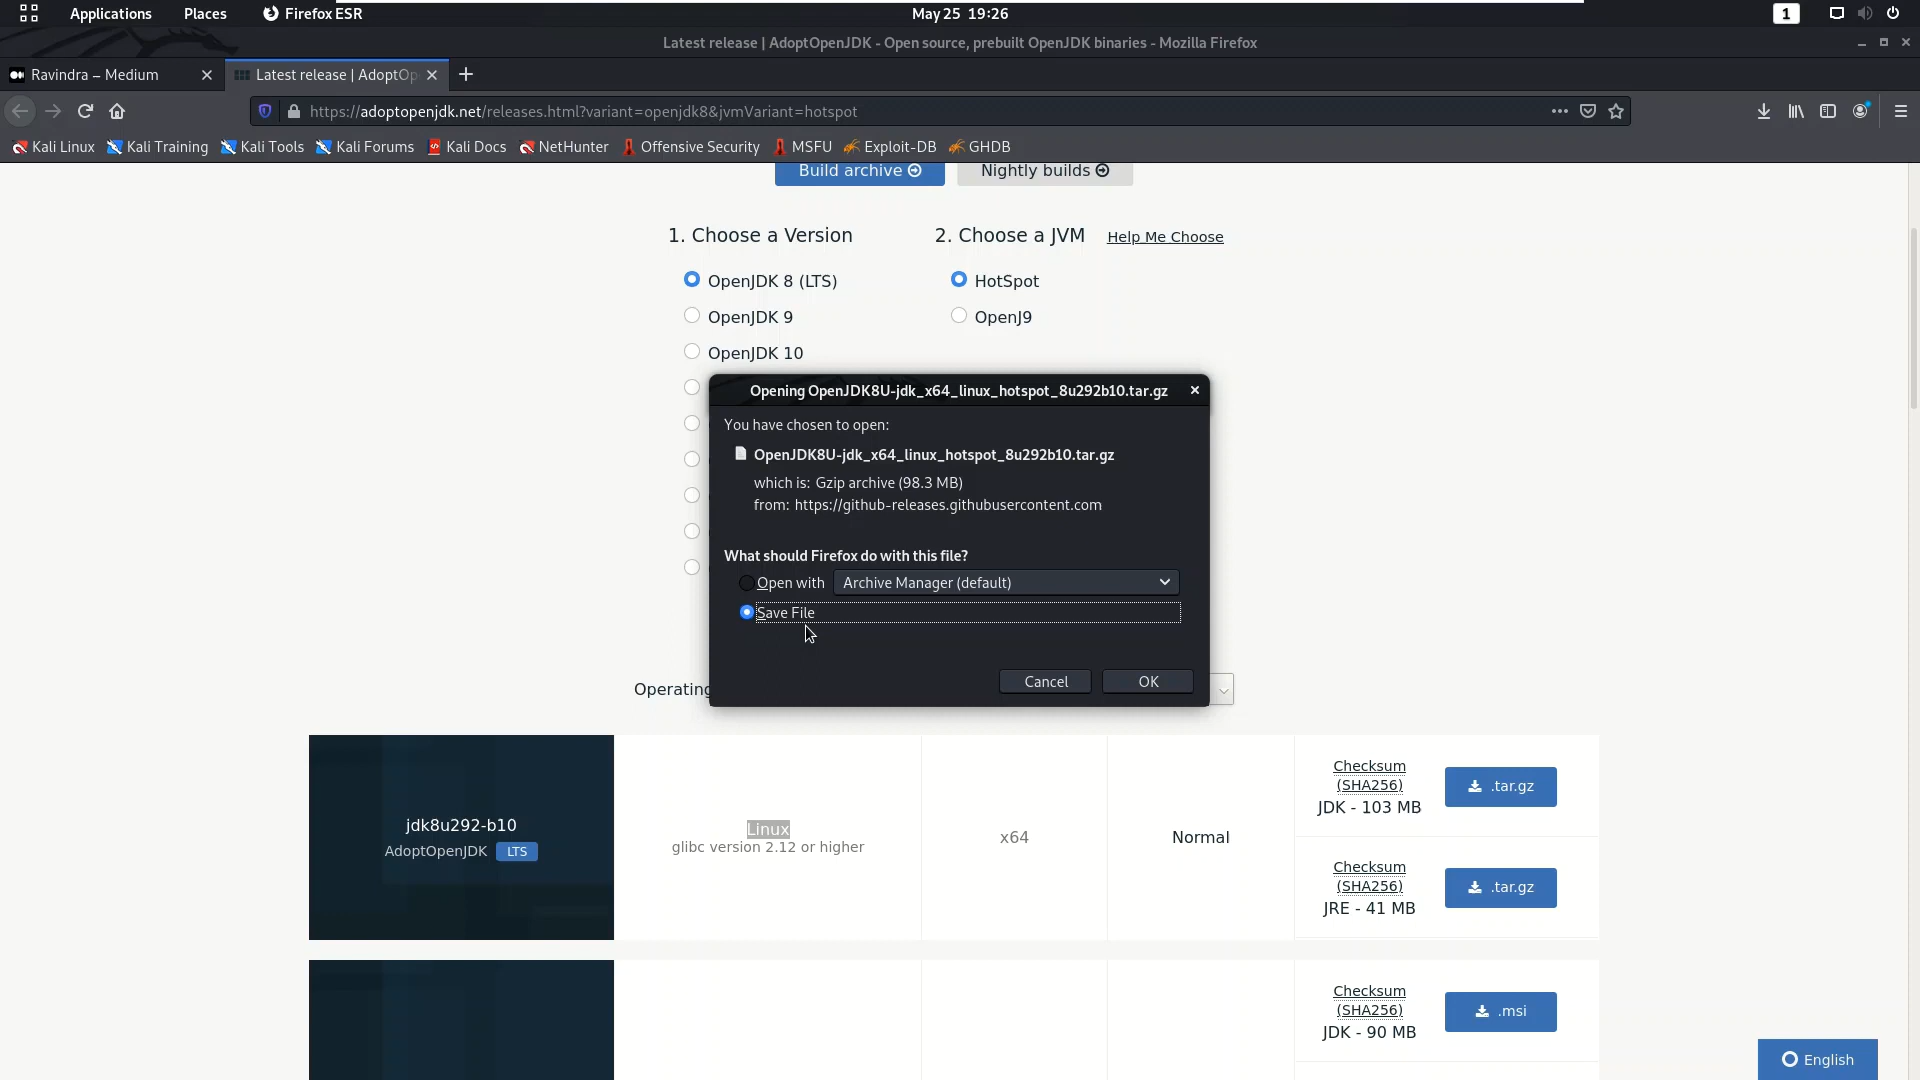 Applications Places Firefox ESR May 25 19:26 1
Latest release | AdoptOpenJDK - Open source, prebuilt OpenJDK binaries - Mozilla Firefox
Ravindra – Medium Latest release | AdoptOp
https://adoptopenjdk.net/releases.html?variant=openjdk8&jvmVariant=hotspot
Kali Linux Kali Training Kali Tools Kali Forums Kali Docs NetHunter Offensive Security MSFU Exploit-DB GHDB
Build archive Nightly builds
1. Choose a Version 2. Choose a JVM Help Me Choose
OpenJDK 8 (LTS) HotSpot
OpenJDK 9 OpenJ9
OpenJDK 10
Opening OpenJDK8U-jdk_x64_linux_hotspot_8u292b10.tar.gz
You have chosen to open:
OpenJDK8U-jdk_x64_linux_hotspot_8u292b10.tar.gz
which is: Gzip archive (98.3 MB)
from: https://github-releases.githubusercontent.com
What should Firefox do with this file?
Open with Archive Manager (default)
Save File
Cancel OK
Operating
jdk8u292-b10
AdoptOpenJDK LTS
Linux
glibc version 2.12 or higher
x64
Normal
Checksum
(SHA256)
JDK - 103 MB
.tar.gz
Checksum
(SHA256)
JRE - 41 MB
.tar.gz
Checksum
(SHA256)
JDK - 90 MB
.msi
English